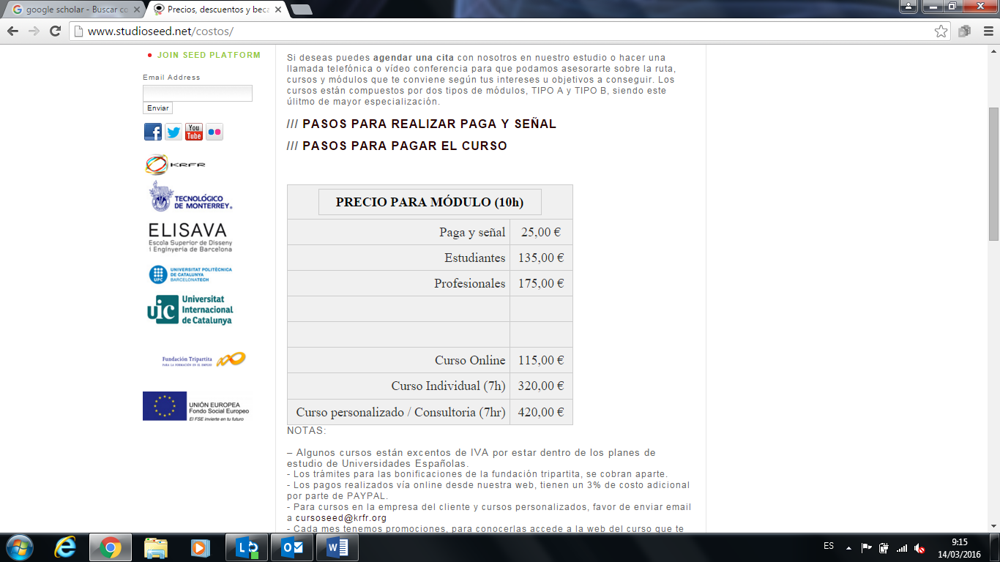 google scholar - Buscar co
Precios, descuentos y beca
www.studioseed.net/costos/
JOIN SEED PLATFORM
Email Address
Enviar
You
Tube
KRFR
TECNOLÓGICO
DE MONTERREY.
ELISAVA
Escola Superior de Disseny
i Enginyeria de Barcelona
UPC
UNIVERSITAT POLITÈCNICA
DE CATALUNYA
BARCELONATECH
uic
Universitat
Internacional
de Catalunya
Fundación Tripartita
PARA LA FORMACIÓN EN EL EMPLEO
UNIÓN EUROPEA
Fondo Social Europeo
El FSE invierte en tu futuro
Si deseas puedes agendar una cita con nosotros en nuestro estudio o hacer una
llamada telefónica o vídeo conferencia para que podamos asesorarte sobre la ruta,
cursos y módulos que te conviene según tus intereses u objetivos a conseguir. Los
cursos están compuestos por dos tipos de módulos, TIPO A y TIPO B, siendo este
úlitmo de mayor especialización.
/// PASOS PARA REALIZAR PAGA Y SEÑAL
/// PASOS PARA PAGAR EL CURSO
PRECIO PARA MÓDULO (10h)
Paga y señal 25,00 €
Estudiantes 135,00 €
Profesionales 175,00 €
Curso Online 115,00 €
Curso Individual (7h) 320,00 €
Curso personalizado / Consultoria (7hr) 420,00 €
NOTAS:
– Algunos cursos están excentos de IVA por estar dentro de los planes de
estudio de Universidades Españolas.
- Los trámites para las bonificaciones de la fundación tripartita, se cobran aparte.
- Los pagos realizados vía online desde nuestra web, tienen un 3% de costo adicional
por parte de PAYPAL.
- Para cursos en la empresa del cliente y cursos personalizados, favor de enviar email
a cursoseed@krfr.org
- Cada mes tenemos promociones, para conocerlas accede a la web del curso que te
ES
9:15
14/03/2016